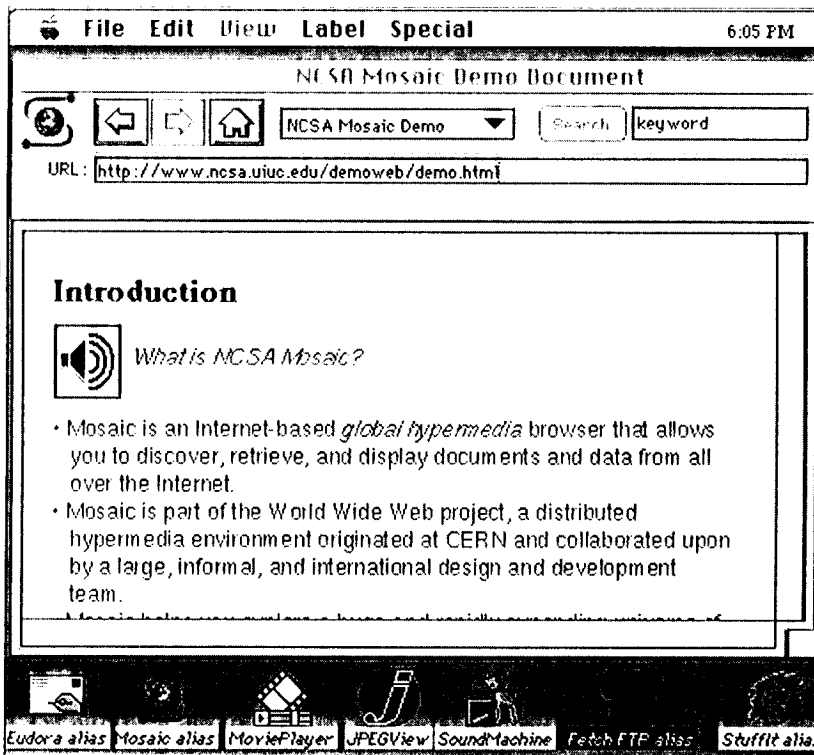 File Edit View Label Special 6:05 PM
NCSA Mosaic Demo Document
NCSA Mosaic Demo Search keyword
URL: http://www.ncsa.uiuc.edu/demoweb/demo.html
Introduction
What is NCSA Mosaic?
• Mosaic is an Internet-based global hypermedia browser that allows
you to discover, retrieve, and display documents and data from all
over the Internet.
• Mosaic is part of the World Wide Web project, a distributed
hypermedia environment originated at CERN and collaborated upon
by a large, informal, and international design and development
team.
Eudora alias Mosaic alias MoviePlayer JPEGView SoundMachine Fetch FTP alias StuffIt alia